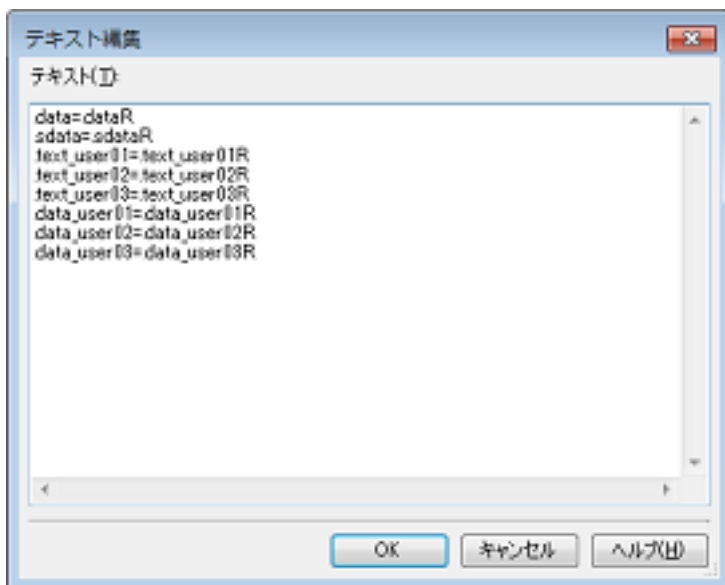 テキスト編集
テキスト(T):
.data=.dataR
.sdata=.sdataR
.text_user01=.text_user01R
.text_user02=.text_user02R
.text_user03=.text_user03R
.data_user01=.data_user01R
.data_user02=.data_user02R
.data_user03=.data_user03R
OK キャンセル ヘルプ(H)